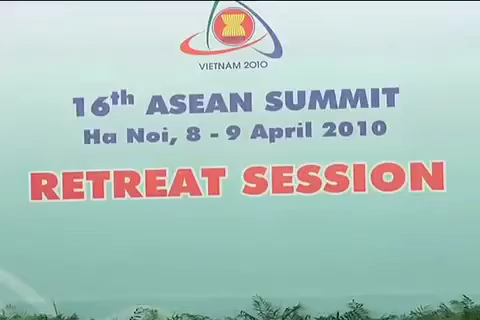 VIETNAM 2010
16th ASEAN SUMMIT
Ha Noi, 8 - 9 April 2010
RETREAT SESSION